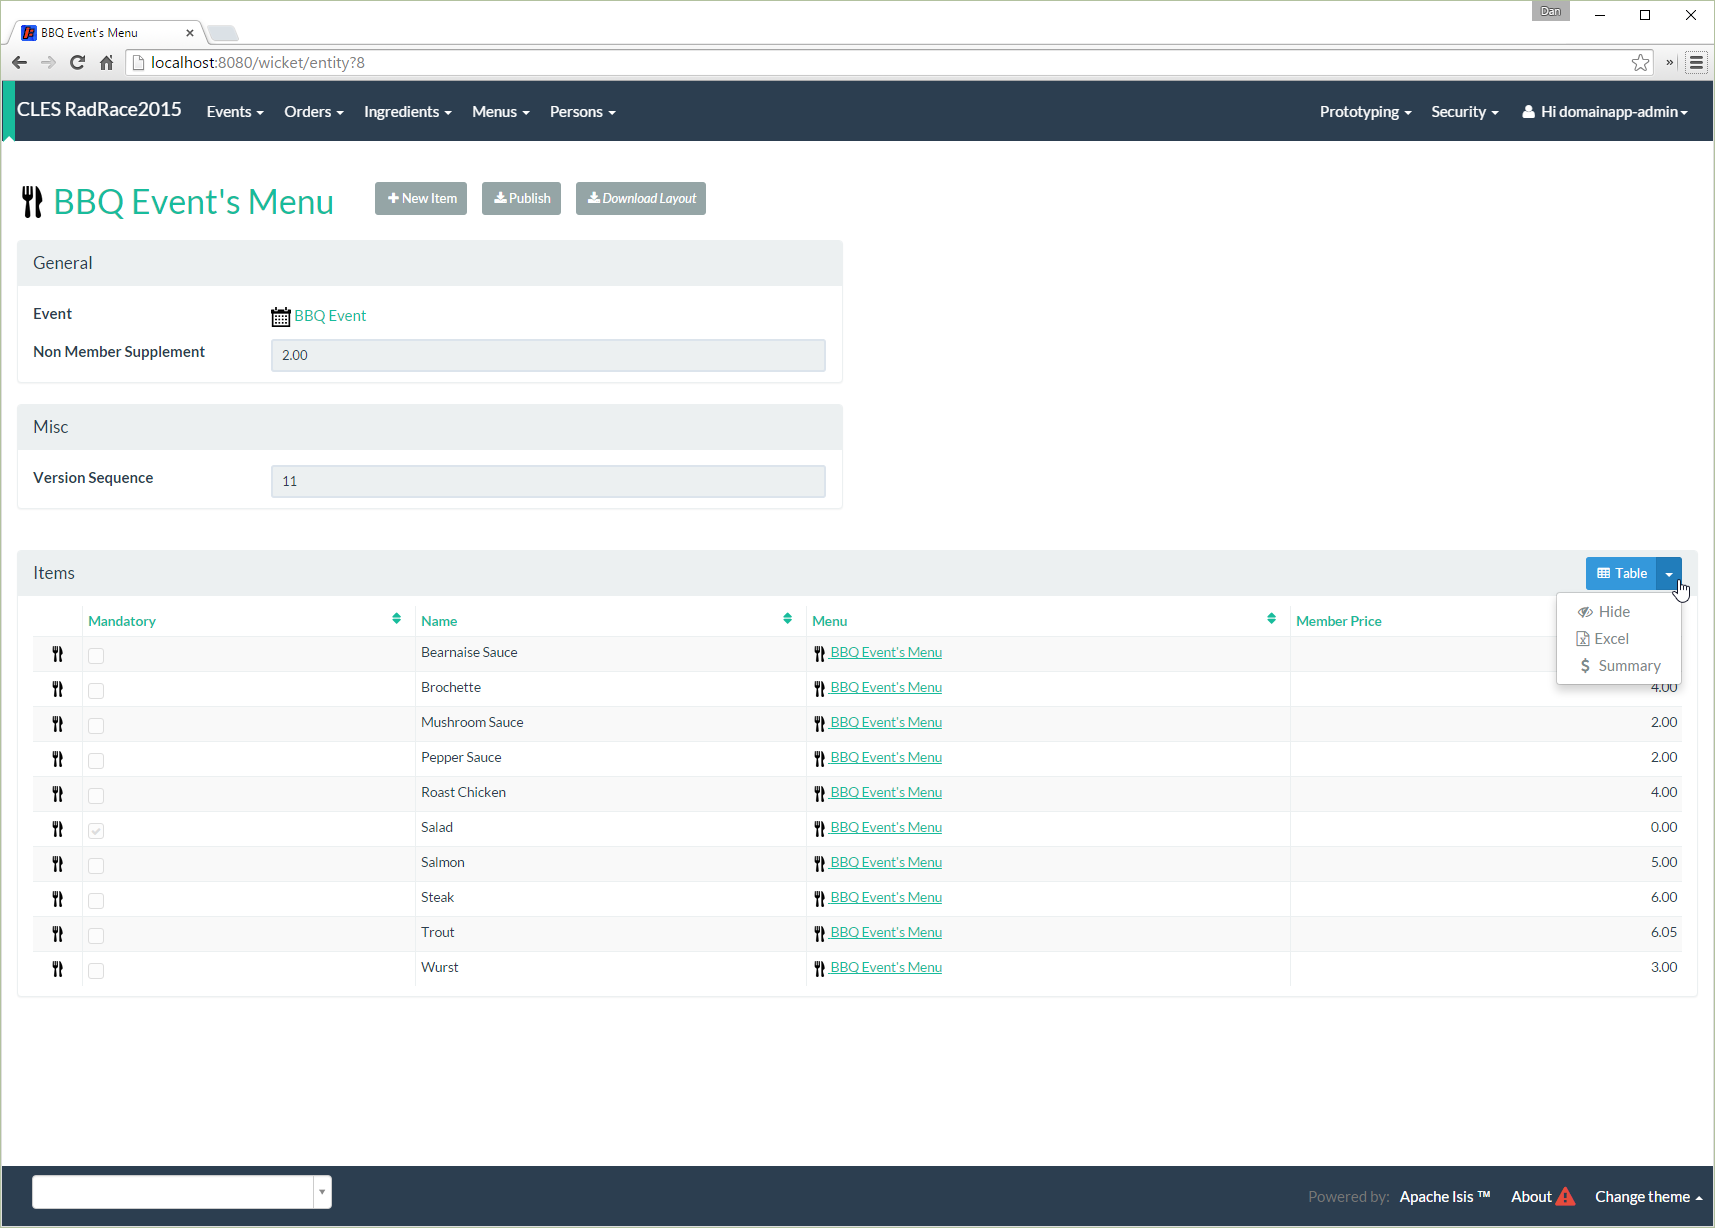 Dan
BBQ Event's Menu
localhost:8080/wicket/entity?8
CLES RadRace2015 Events Orders Ingredients Menus Persons Prototyping Security Hi domainapp-admin
BBQ Event's Menu New Item Publish Download Layout
General
Event BBQ Event
Non Member Supplement 2.00
Misc
Version Sequence 11
Items Table
Hide
Excel
Summary
Mandatory Name Menu Member Price
Bearnaise Sauce BBQ Event's Menu
Brochette BBQ Event's Menu 4.00
Mushroom Sauce BBQ Event's Menu 2.00
Pepper Sauce BBQ Event's Menu 2.00
Roast Chicken BBQ Event's Menu 4.00
Salad BBQ Event's Menu 0.00
Salmon BBQ Event's Menu 5.00
Steak BBQ Event's Menu 6.00
Trout BBQ Event's Menu 6.05
Wurst BBQ Event's Menu 3.00
Powered by: Apache Isis ™ About Change theme